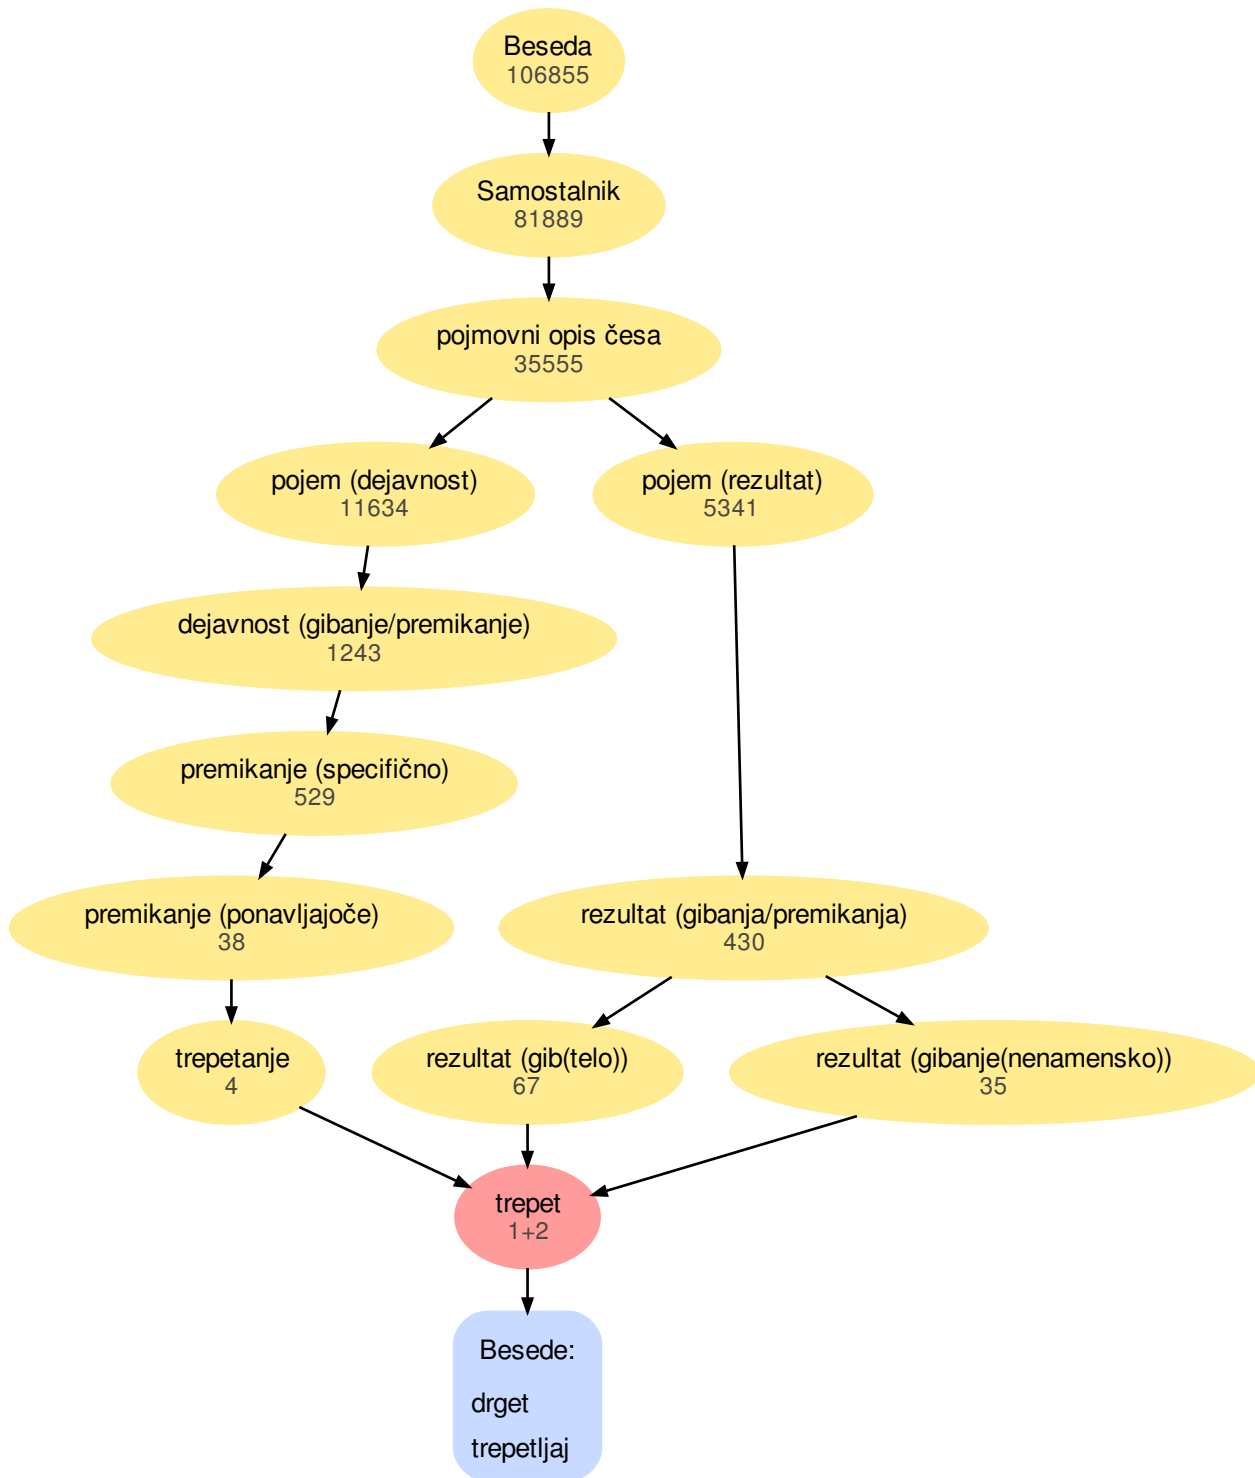 Beseda
106855
Samostalnik
81889
pojmovni opis česa
35555
pojem (dejavnost)
11634
pojem (rezultat)
5341
dejavnost (gibanje/premikanje)
1243
premikanje (specifično)
529
premikanje (ponavljajoče)
38
rezultat (gibanja/premikanja)
430
trepetanje
4
rezultat (gib(telo))
67
rezultat (gibanje(nenamensko))
35
trepet
1+2
Besede:
drget
trepetljaj